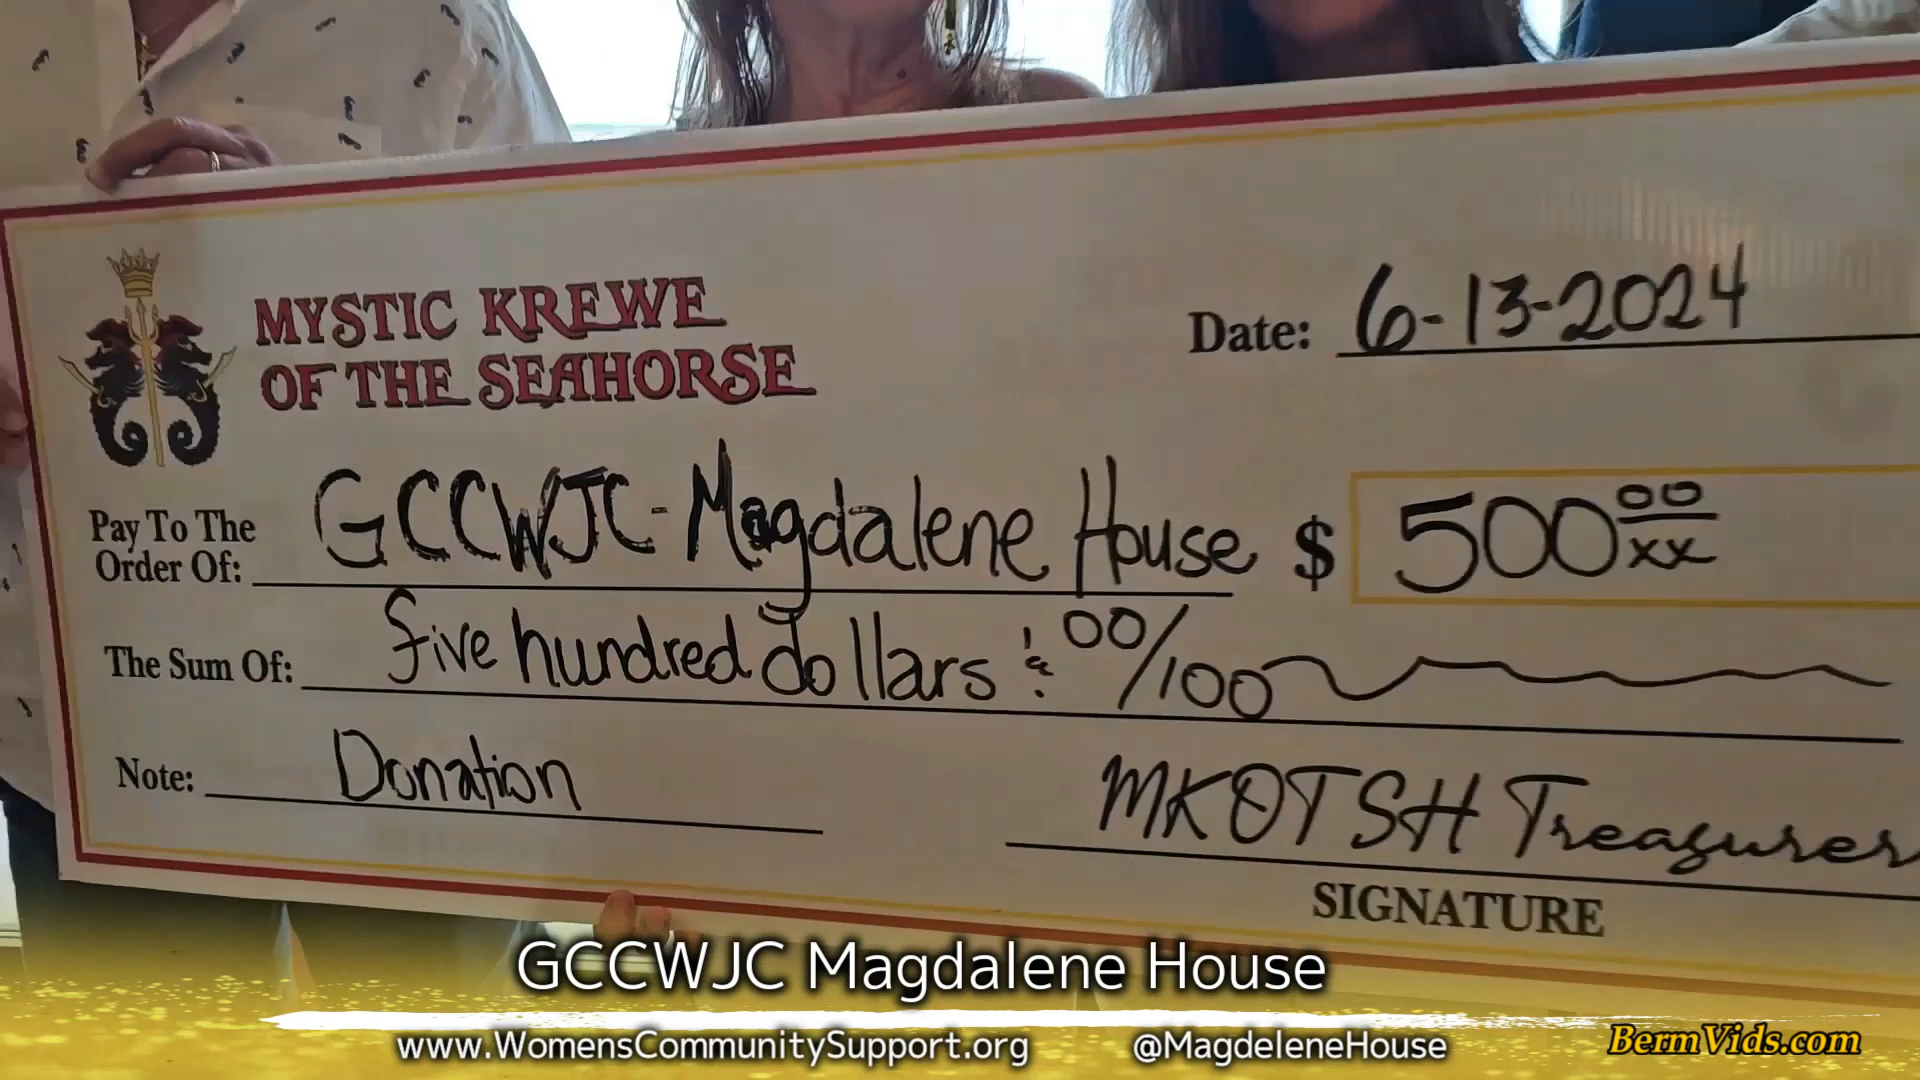 MYSTIC KREWE
OF THE SEAHORSE
Date: 6-13-2024
Pay To The
Order Of: GCCWJC-Magdalene House $ 500 00/xx
The Sum Of: five hundred dollars & 00/100
Note: Donation
MKOTSH Treasurer
SIGNATURE
GCCWJC Magdalene House
www.WomensCommunitySupport.org @MagdeleneHouse
BermVids.com